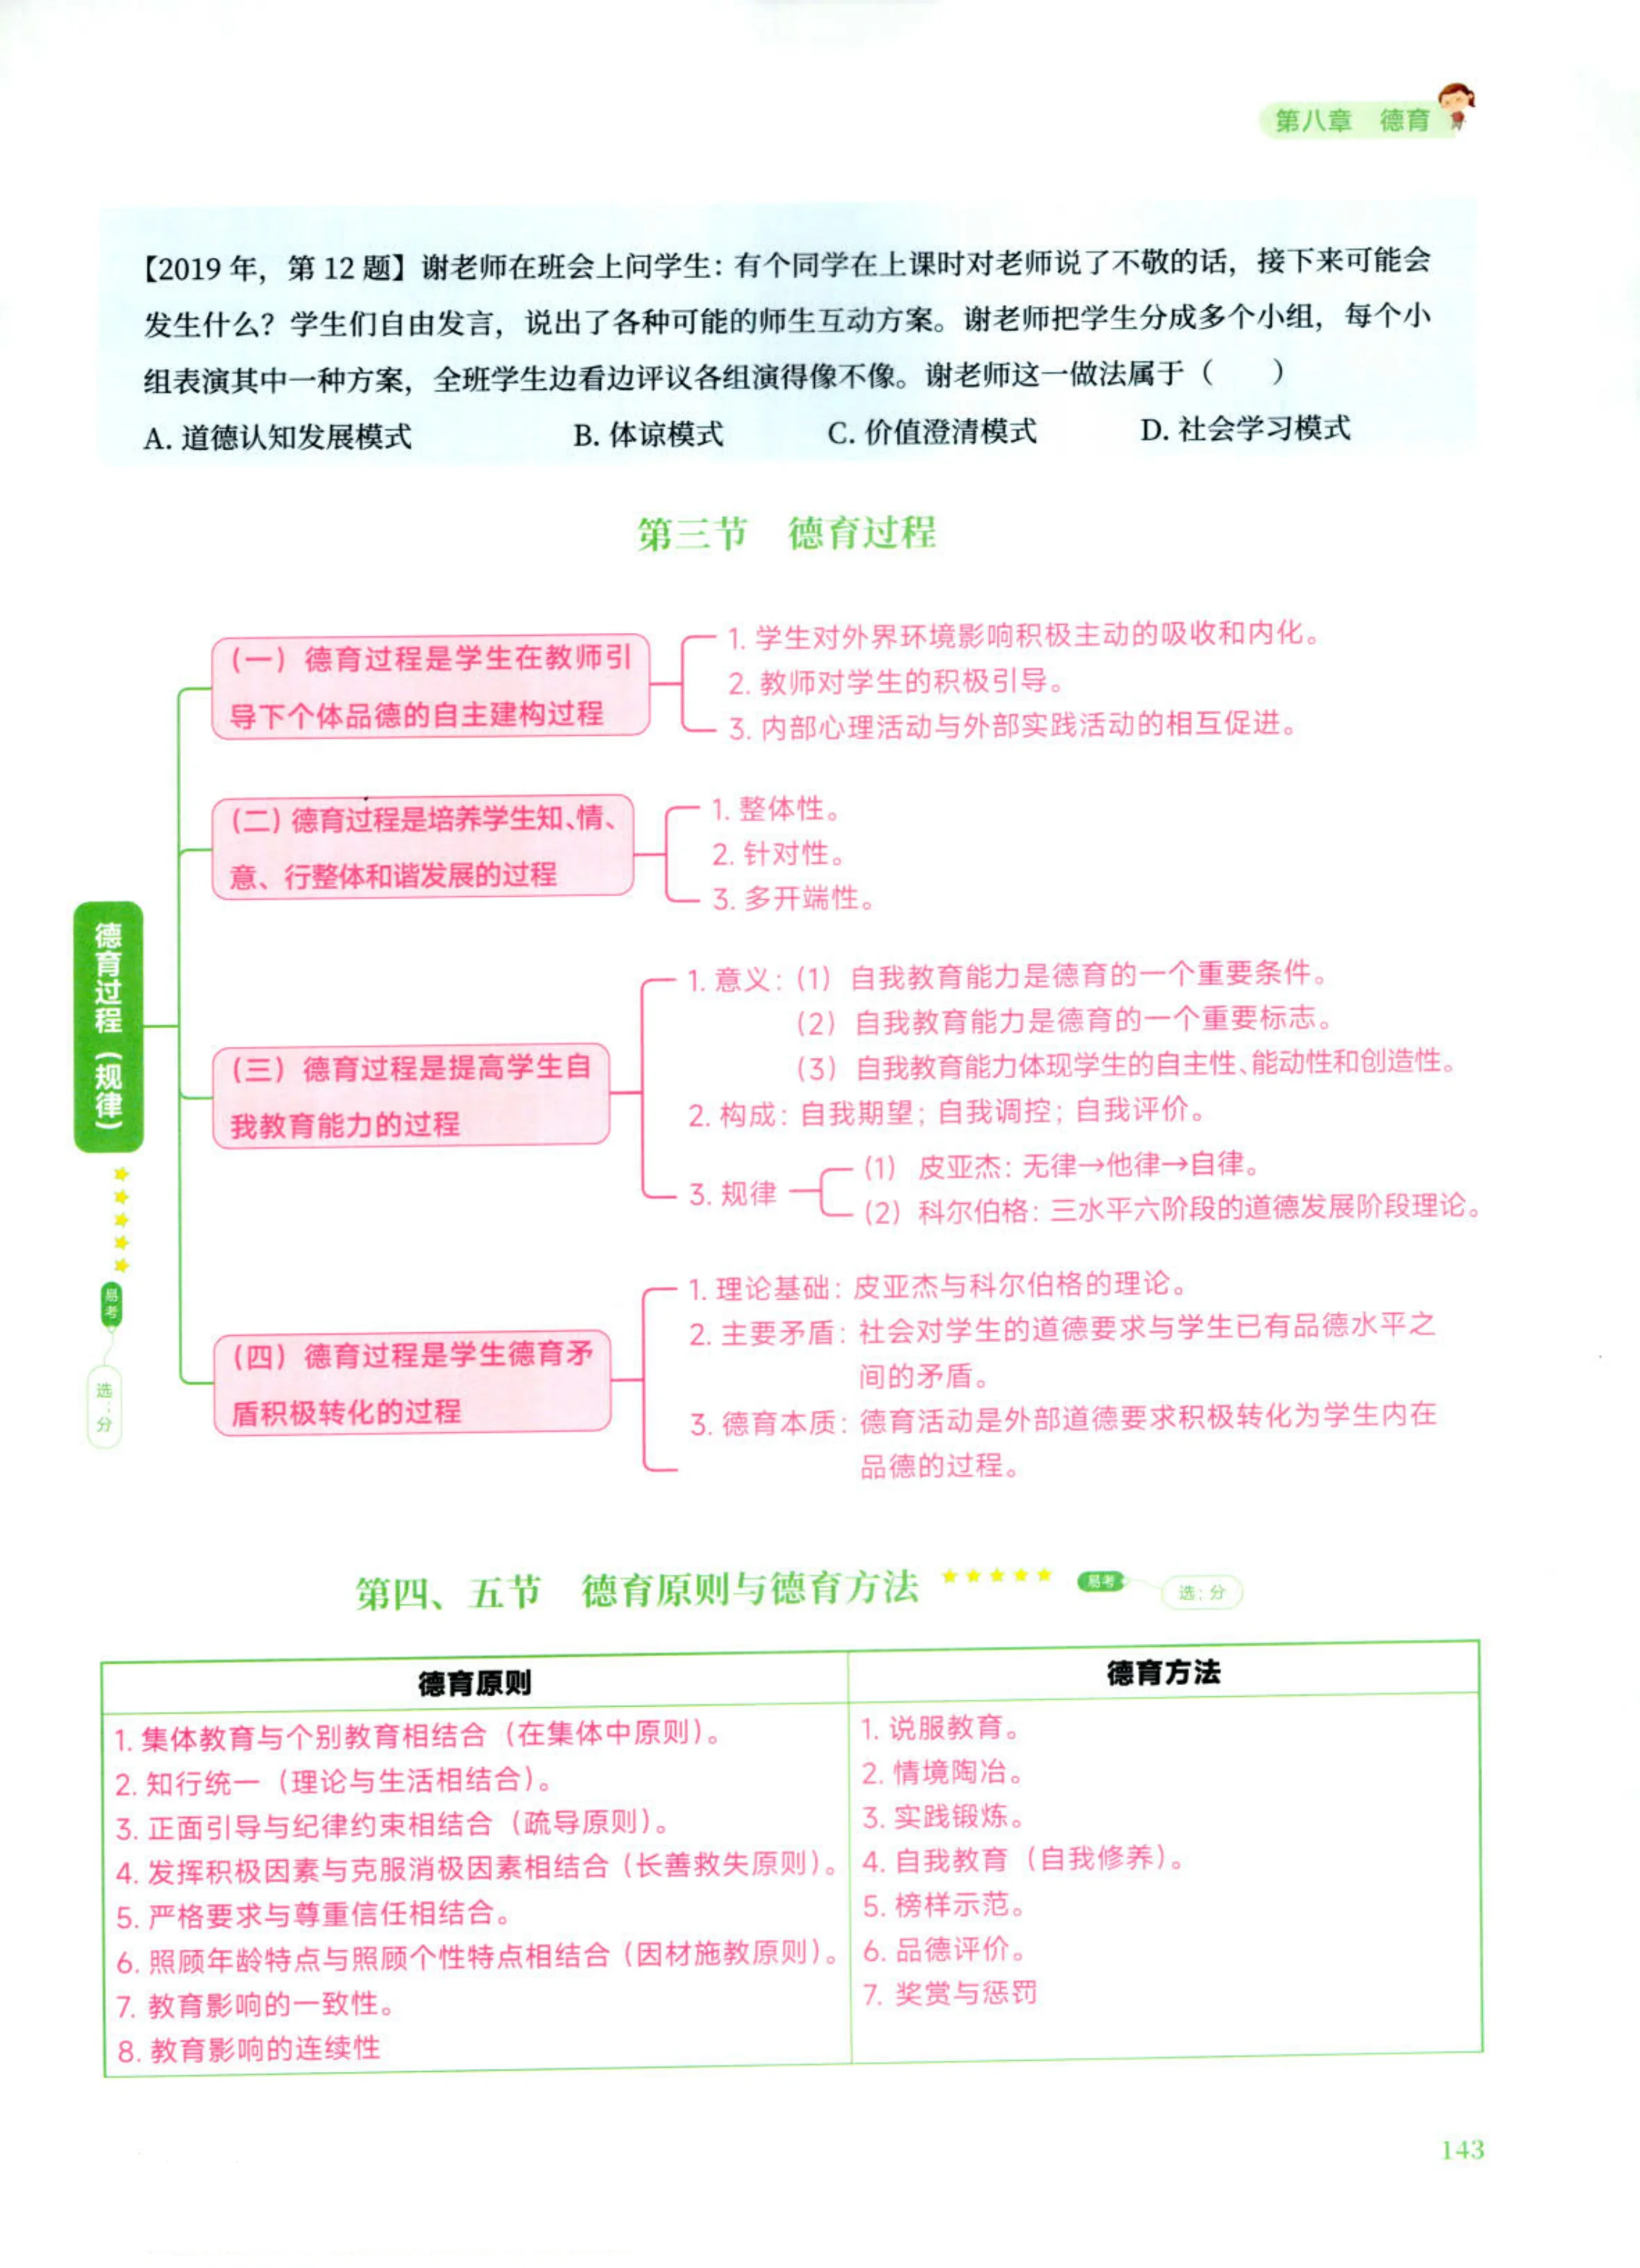 第八章 德育
【2019 年，第 12 题】谢老师在班会上问学生：有个同学在上课时对老师说了不敬的话，接下来可能会
发生什么？学生们自由发言，说出了各种可能的师生互动方案。谢老师把学生分成多个小组，每个小
组表演其中一种方案，全班学生边看边评议各组演得像不像。谢老师这一做法属于（　　）
A. 道德认知发展模式 B. 体谅模式 C. 价值澄清模式 D. 社会学习模式
第三节 德育过程
德育过程（规律）
易考
选：分
（一）德育过程是学生在教师引
导下个体品德的自主建构过程
1. 学生对外界环境影响积极主动的吸收和内化。
2. 教师对学生的积极引导。
3. 内部心理活动与外部实践活动的相互促进。
（二）德育过程是培养学生知、情、
意、行整体和谐发展的过程
1. 整体性。
2. 针对性。
3. 多开端性。
（三）德育过程是提高学生自
我教育能力的过程
1. 意义：（1）自我教育能力是德育的一个重要条件。
（2）自我教育能力是德育的一个重要标志。
（3）自我教育能力体现学生的自主性、能动性和创造性。
2. 构成：自我期望；自我调控；自我评价。
3. 规律
（1）皮亚杰：无律→他律→自律。
（2）科尔伯格：三水平六阶段的道德发展阶段理论。
（四）德育过程是学生德育矛
盾积极转化的过程
1. 理论基础：皮亚杰与科尔伯格的理论。
2. 主要矛盾：社会对学生的道德要求与学生已有品德水平之
间的矛盾。
3. 德育本质：德育活动是外部道德要求积极转化为学生内在
品德的过程。
第四、五节 德育原则与德育方法 易考 选：分
德育原则
1. 集体教育与个别教育相结合（在集体中原则）。
2. 知行统一（理论与生活相结合）。
3. 正面引导与纪律约束相结合（疏导原则）。
4. 发挥积极因素与克服消极因素相结合（长善救失原则）。
5. 严格要求与尊重信任相结合。
6. 照顾年龄特点与照顾个性特点相结合（因材施教原则）。
7. 教育影响的一致性。
8. 教育影响的连续性
德育方法
1. 说服教育。
2. 情境陶冶。
3. 实践锻炼。
4. 自我教育（自我修养）。
5. 榜样示范。
6. 品德评价。
7. 奖赏与惩罚
143